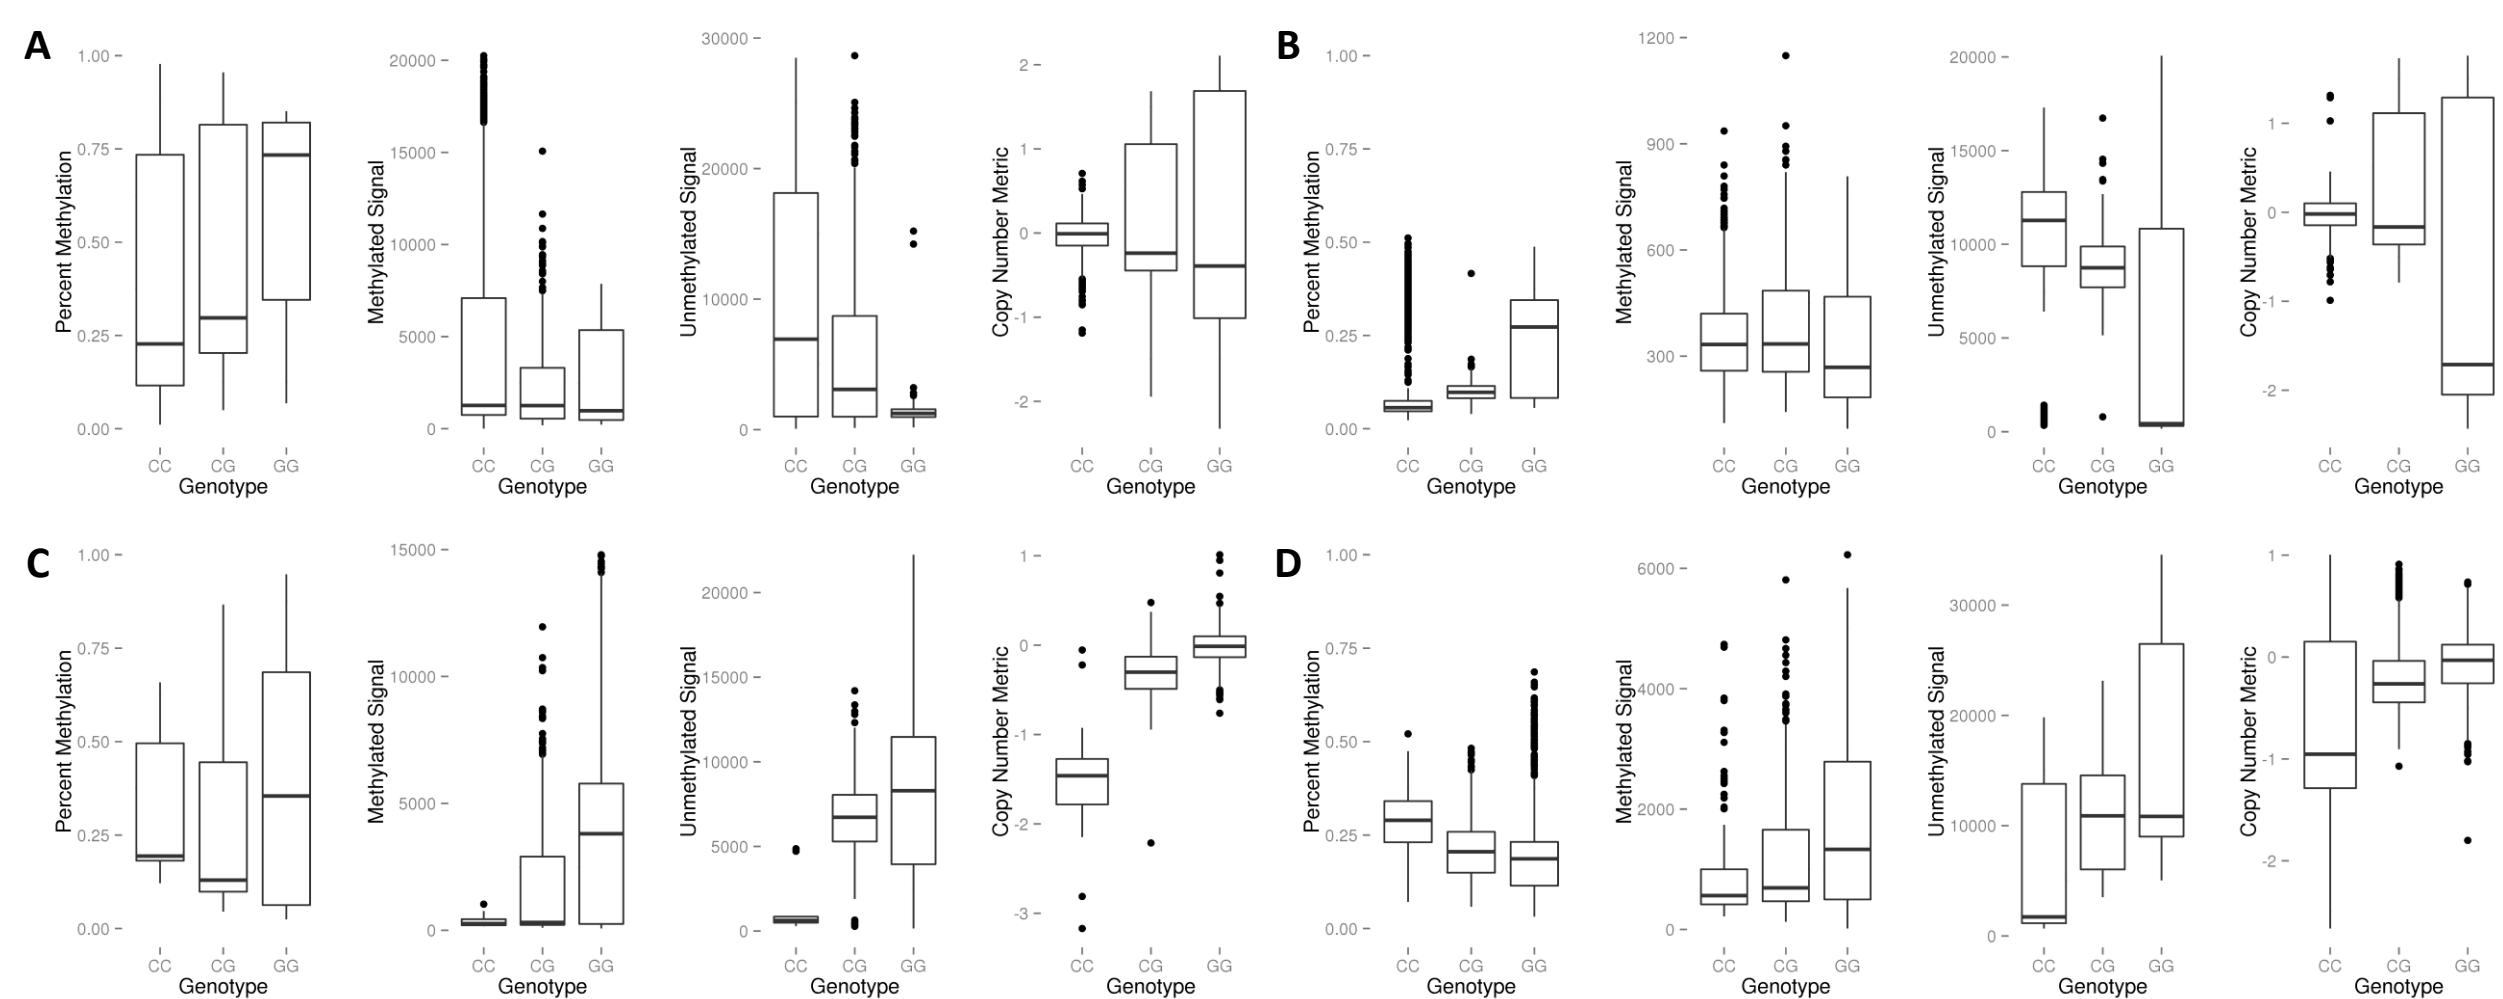 A
Percent Methylation
1.00
0.75
0.50
0.25
0.00
CC CG GG
Genotype
Methylated Signal
20000
15000
10000
5000
0
CC CG GG
Genotype
Unmethylated Signal
30000
20000
10000
0
CC CG GG
Genotype
Copy Number Metric
2
1
0
-1
-2
CC CG GG
Genotype
B
Percent Methylation
1.00
0.75
0.50
0.25
0.00
CC CG GG
Genotype
Methylated Signal
1200
900
600
300
CC CG GG
Genotype
Unmethylated Signal
20000
15000
10000
5000
0
CC CG GG
Genotype
Copy Number Metric
1
0
-1
-2
CC CG GG
Genotype
C
Percent Methylation
1.00
0.75
0.50
0.25
0.00
CC CG GG
Genotype
Methylated Signal
15000
10000
5000
0
CC CG GG
Genotype
Unmethylated Signal
20000
15000
10000
5000
0
CC CG GG
Genotype
Copy Number Metric
1
0
-1
-2
-3
CC CG GG
Genotype
D
Percent Methylation
1.00
0.75
0.50
0.25
0.00
CC CG GG
Genotype
Methylated Signal
6000
4000
2000
0
CC CG GG
Genotype
Unmethylated Signal
30000
20000
10000
0
CC CG GG
Genotype
Copy Number Metric
1
0
-1
-2
CC CG GG
Genotype